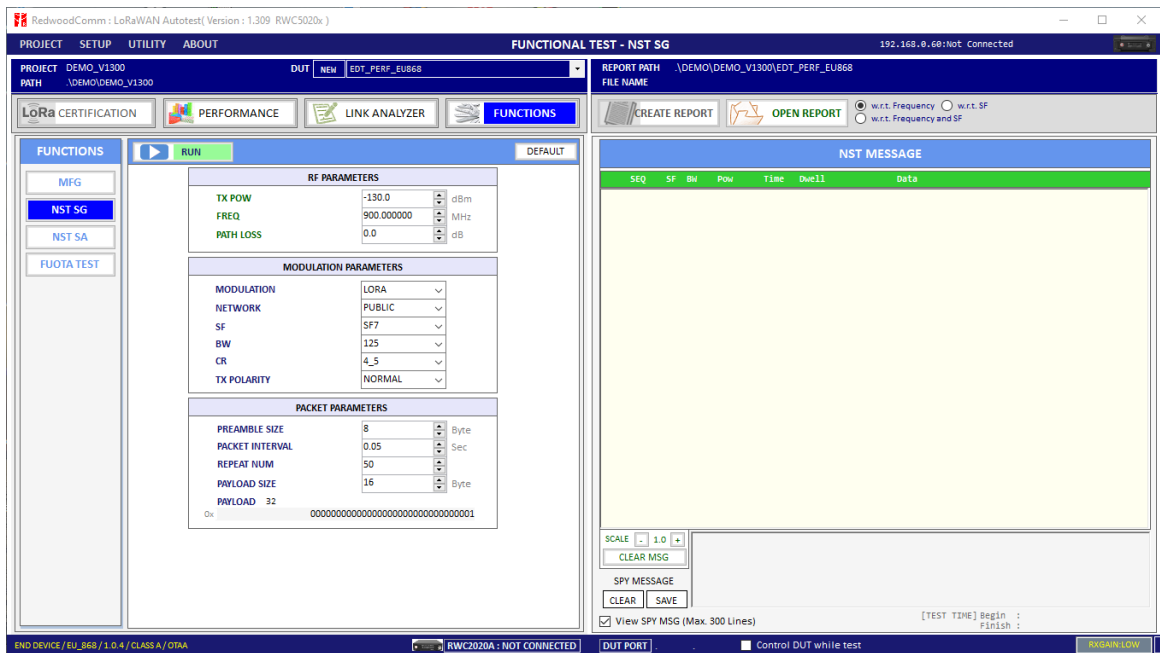 RedwoodComm : LoRaWAN Autotest( Version : 1.309 RWC5020x )
PROJECT SETUP UTILITY ABOUT FUNCTIONAL TEST - NST SG 192.168.0.60:Not Connected
PROJECT DEMO_V1300 DUT NEW EDT_PERF_EU868
PATH .\DEMO\DEMO_V1300
REPORT PATH .\DEMO\DEMO_V1300\EDT_PERF_EU868
FILE NAME
LoRa CERTIFICATION PERFORMANCE LINK ANALYZER FUNCTIONS
CREATE REPORT OPEN REPORT w.r.t. Frequency w.r.t. SF
w.r.t. Frequency and SF
FUNCTIONS
MFG
NST SG
NST SA
FUOTA TEST
RUN DEFAULT
RF PARAMETERS
TX POW -130.0 dBm
FREQ 900.000000 MHz
PATH LOSS 0.0 dB
MODULATION PARAMETERS
MODULATION LORA
NETWORK PUBLIC
SF SF7
BW 125
CR 4_5
TX POLARITY NORMAL
PACKET PARAMETERS
PREAMBLE SIZE 8 Byte
PACKET INTERVAL 0.05 Sec
REPEAT NUM 50
PAYLOAD SIZE 16 Byte
PAYLOAD 32
0x 00000000000000000000000000000001
NST MESSAGE
SEQ SF BW Pow Time Dwell Data
SCALE - 1.0 +
CLEAR MSG
SPY MESSAGE
CLEAR SAVE
View SPY MSG (Max. 300 Lines)
[TEST TIME] Begin :
Finish :
END DEVICE / EU_868 / 1.0.4 / CLASS A / OTAA RWC2020A : NOT CONNECTED DUT PORT . . Control DUT while test RXGAIN:LOW